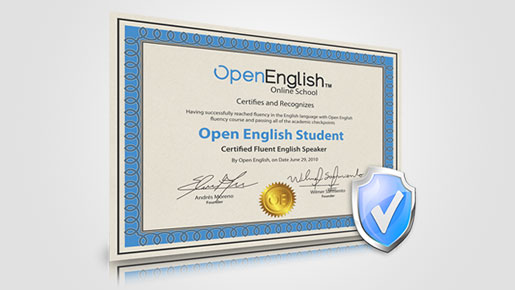 OpenEnglish™
Online School
Certifies and Recognizes
Having successfully reached fluency in the English language with Open English
fluency course and passing all of the academic checkpoints.
Open English Student
Certified Fluent English Speaker
By Open English, on Date June 29, 2010
Andrés Moreno
Founder
Wilmer Sarmiento
Founder
OE